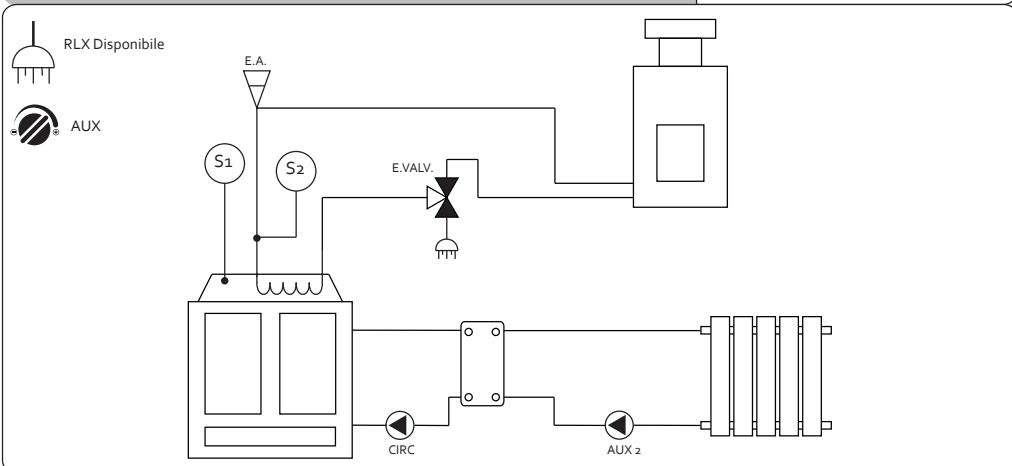 RLX Disponibile
E.A.
AUX
S1
S2
E.VALV.
CIRC
AUX 2